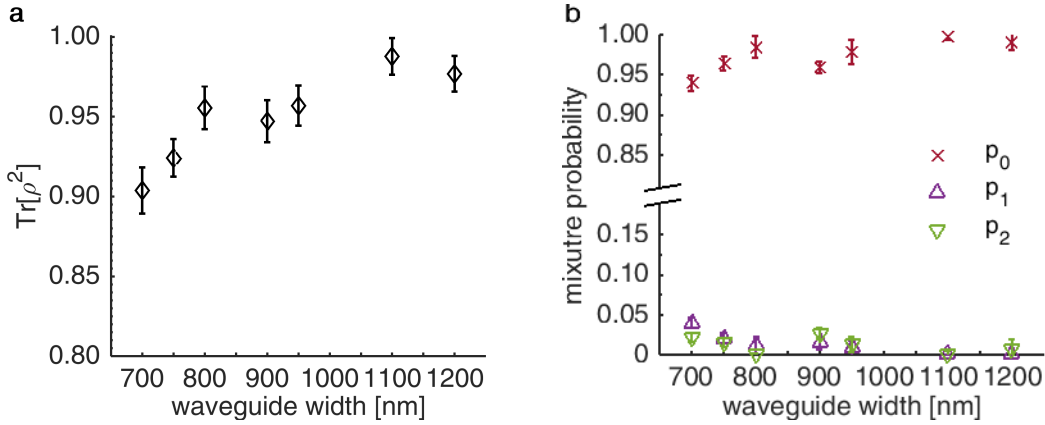 a
1.00
0.95
0.90
0.85
0.80
Tr[ρ²]
700 800 900 1000 1100 1200
waveguide width [nm]
b
1.00
0.95
0.90
0.85
0.15
0.10
0.05
0
mixutre probability
p₀
p₁
p₂
700 800 900 1000 1100 1200
waveguide width [nm]